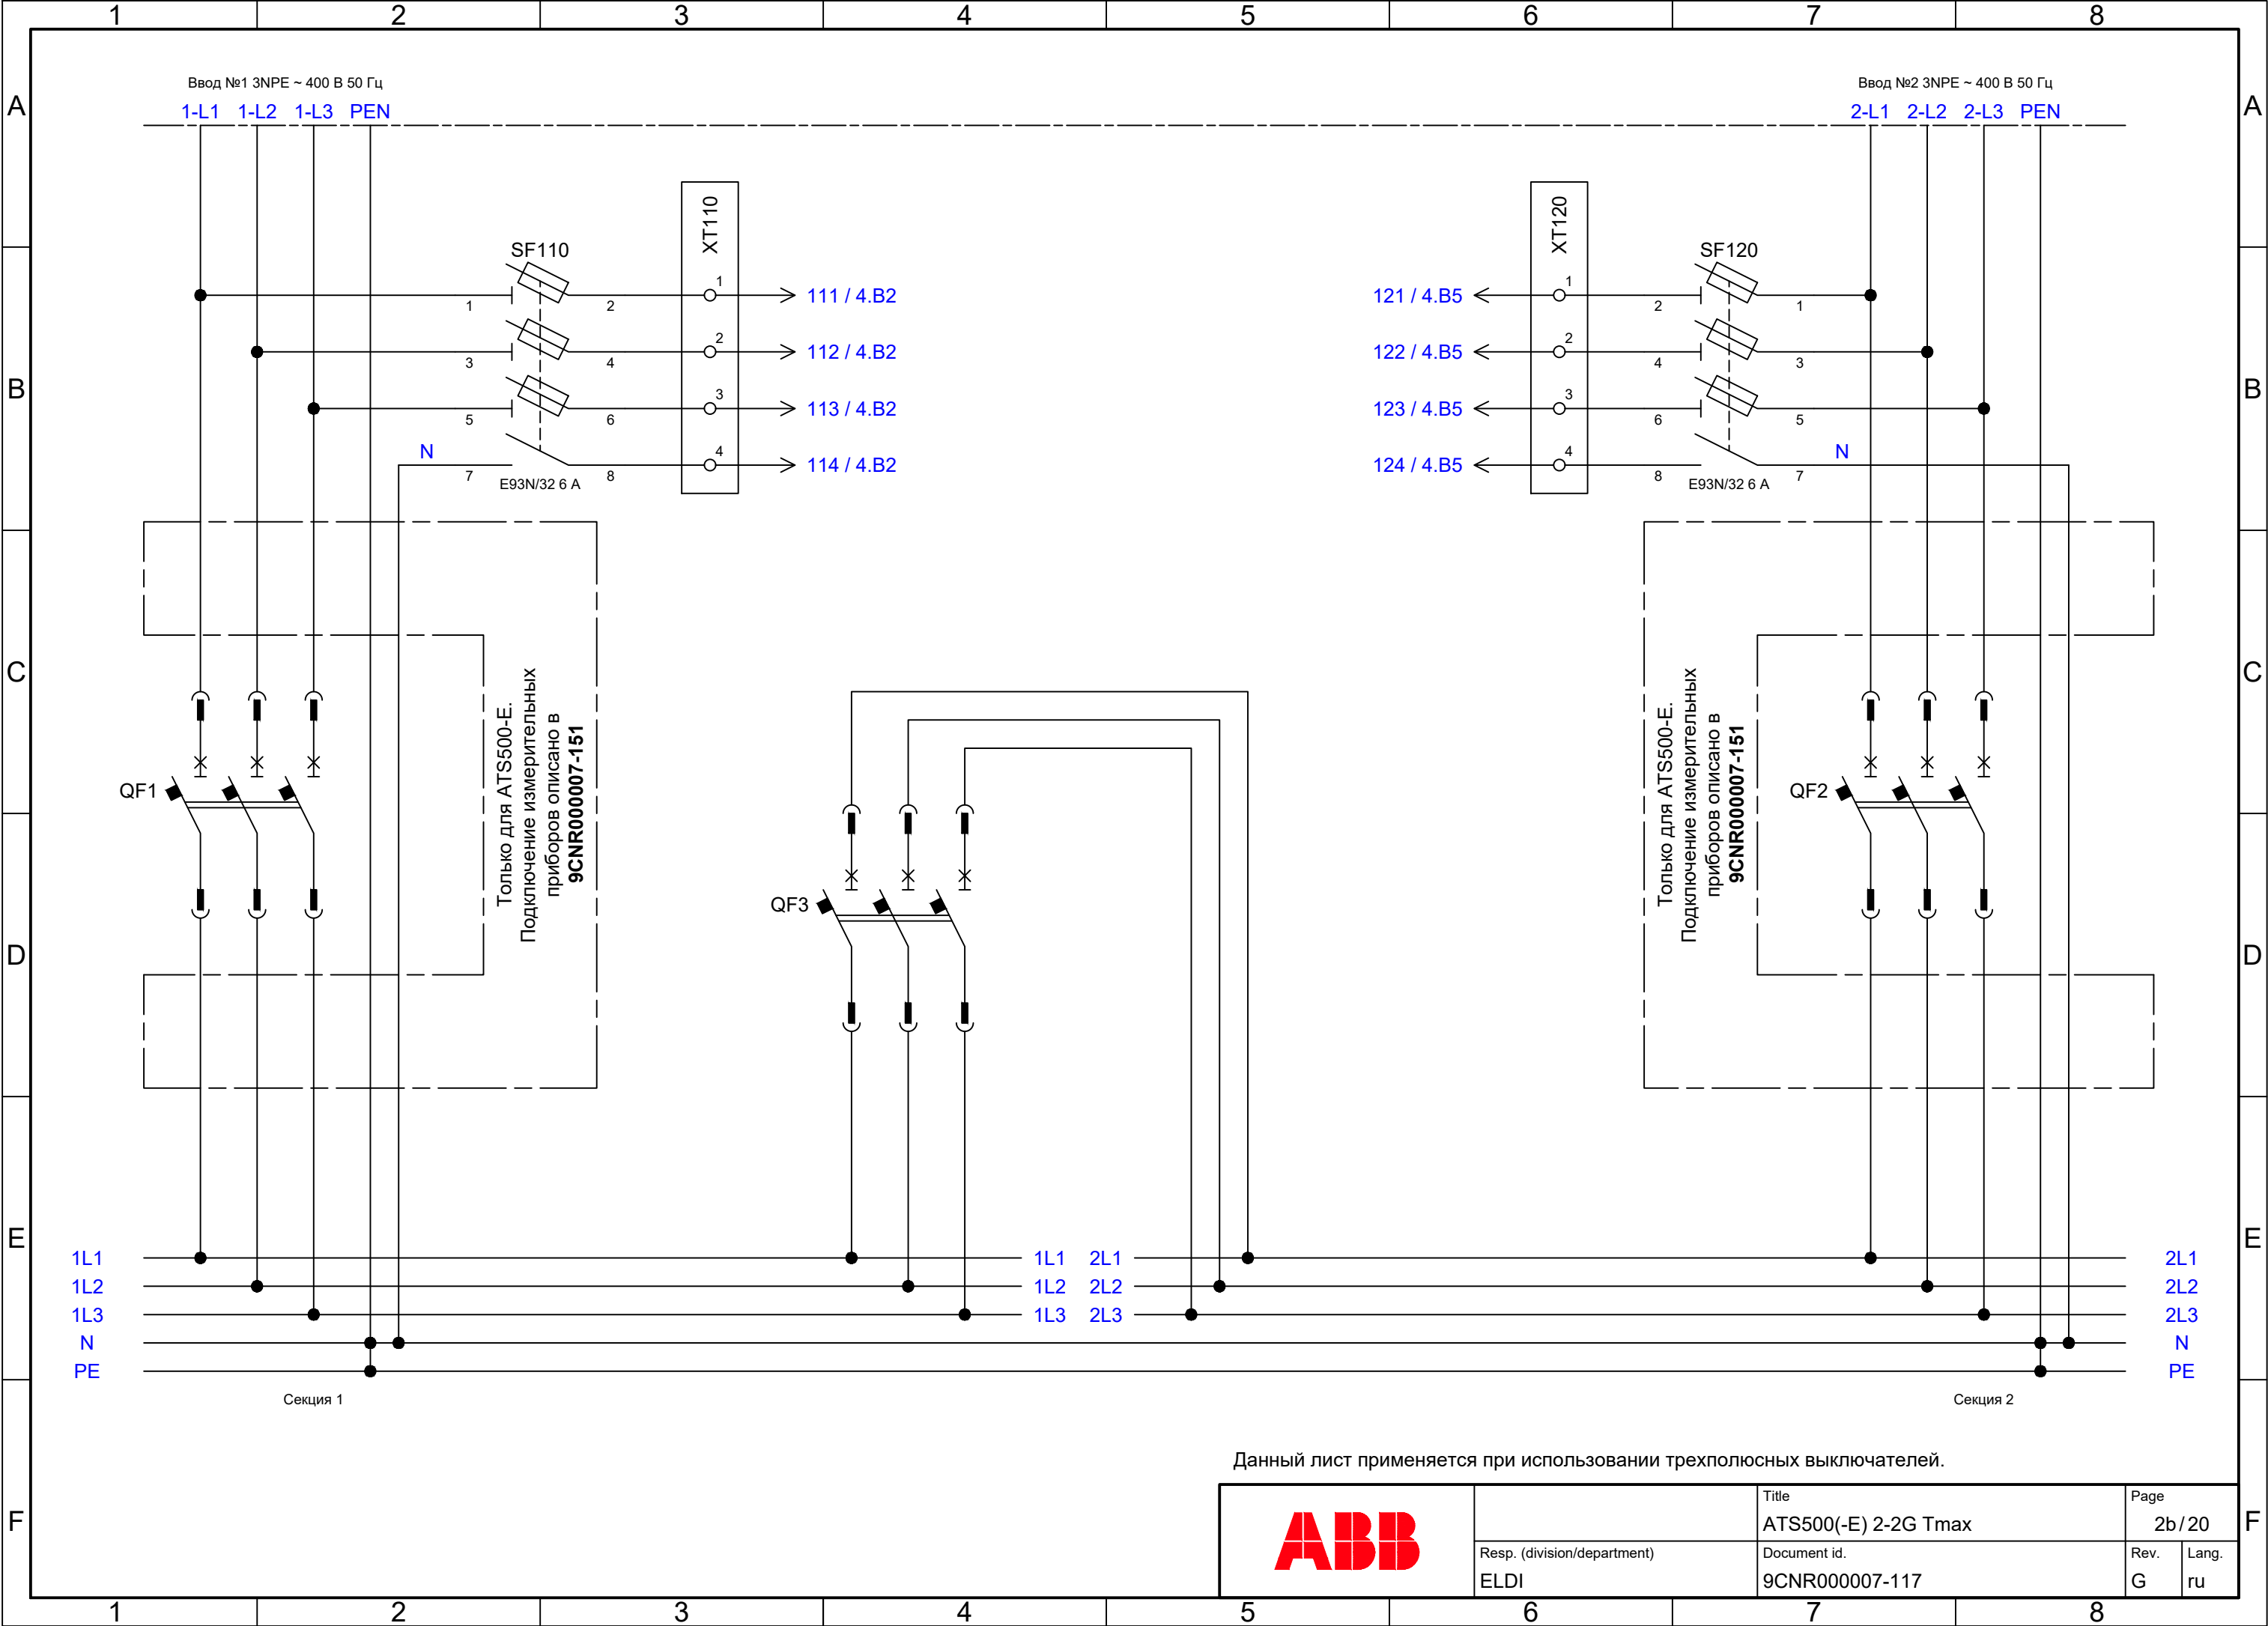 1 2 3 4 5 6 7 8
A A
B B
C C
D D
E E
F F
Ввод №1 3NPE ~ 400 В 50 Гц
1-L1 1-L2 1-L3 PEN
Ввод №2 3NPE ~ 400 В 50 Гц
2-L1 2-L2 2-L3 PEN
SF110
XT110
1 2 1 111 / 4.B2
3 4 2 112 / 4.B2
5 6 3 113 / 4.B2
N 7 8 4 114 / 4.B2
E93N/32 6 A
XT120
SF120
121 / 4.B5 1 2 1
122 / 4.B5 2 4 3
123 / 4.B5 3 6 5
124 / 4.B5 4 8 7 N
E93N/32 6 A
QF1
Только для ATS500-E.
Подключение измерительных
приборов описано в
9CNR000007-151
QF3
Только для ATS500-E.
Подключение измерительных
приборов описано в
9CNR000007-151
QF2
1L1 1L1 2L1 2L1
1L2 1L2 2L2 2L2
1L3 1L3 2L3 2L3
N N
PE PE
Секция 1
Секция 2
Данный лист применяется при использовании трехполюсных выключателей.
ABB
Title
ATS500(-E) 2-2G Tmax
Page
2b/20
Resp. (division/department)
ELDI
Document id.
9CNR000007-117
Rev.
G
Lang.
ru
1 2 3 4 5 6 7 8